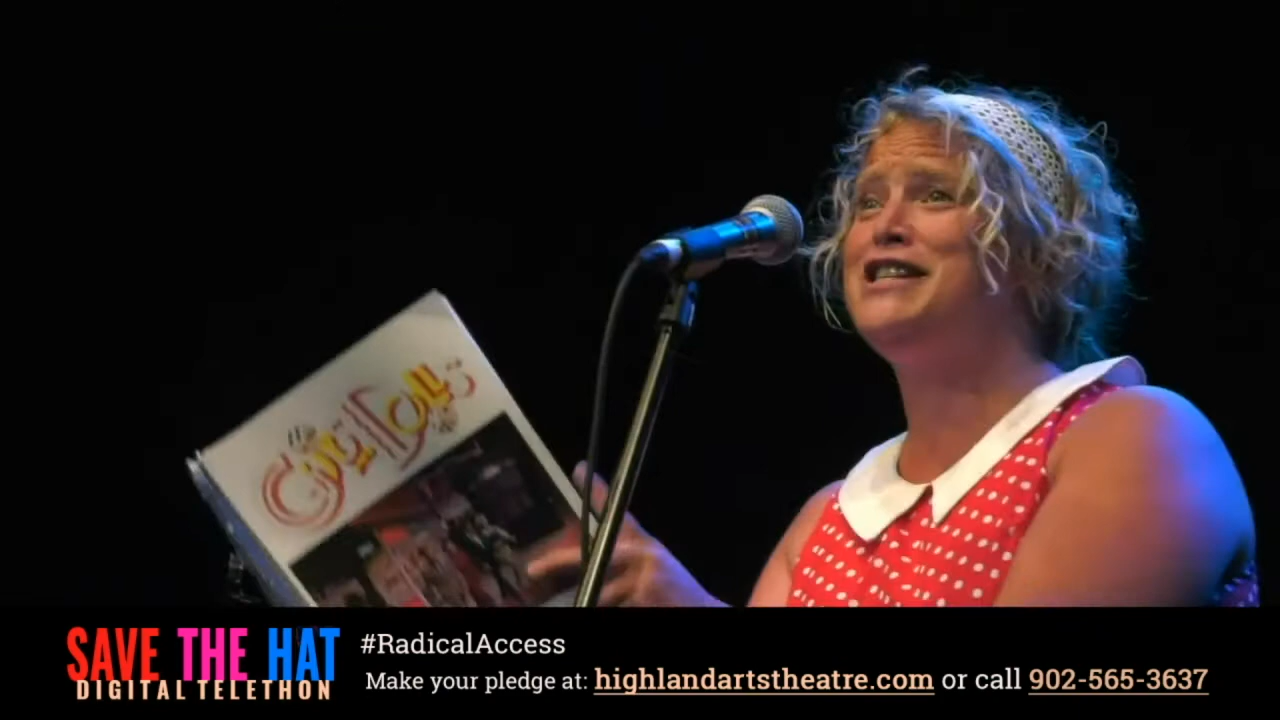 SAVE THE HAT
DIGITAL TELETHON
#RadicalAccess
Make your pledge at: highlandartstheatre.com or call 902-565-3637